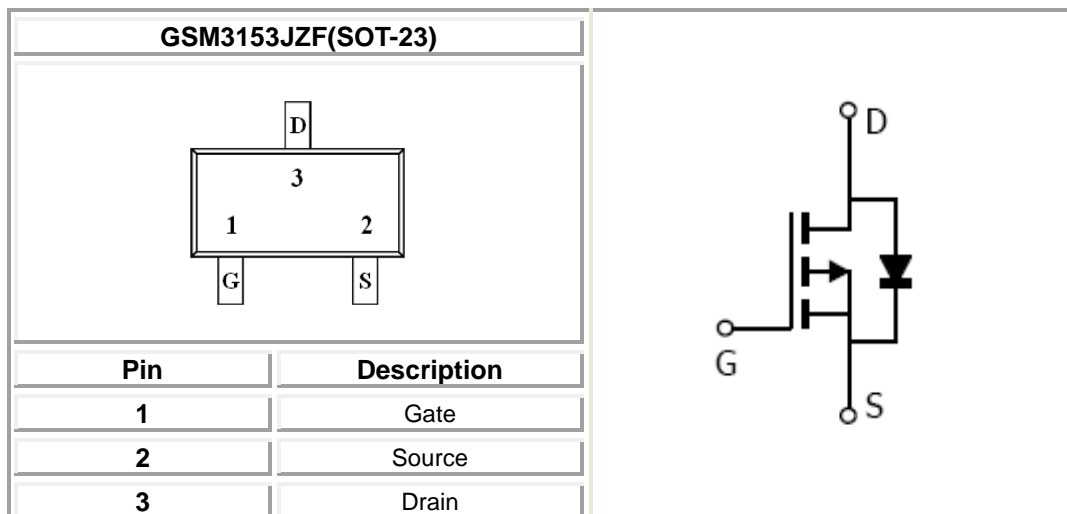 GSM3153JZF(SOT-23)
D
3
1 2
G S
Pin Description
1 Gate
2 Source
3 Drain
D
G
S